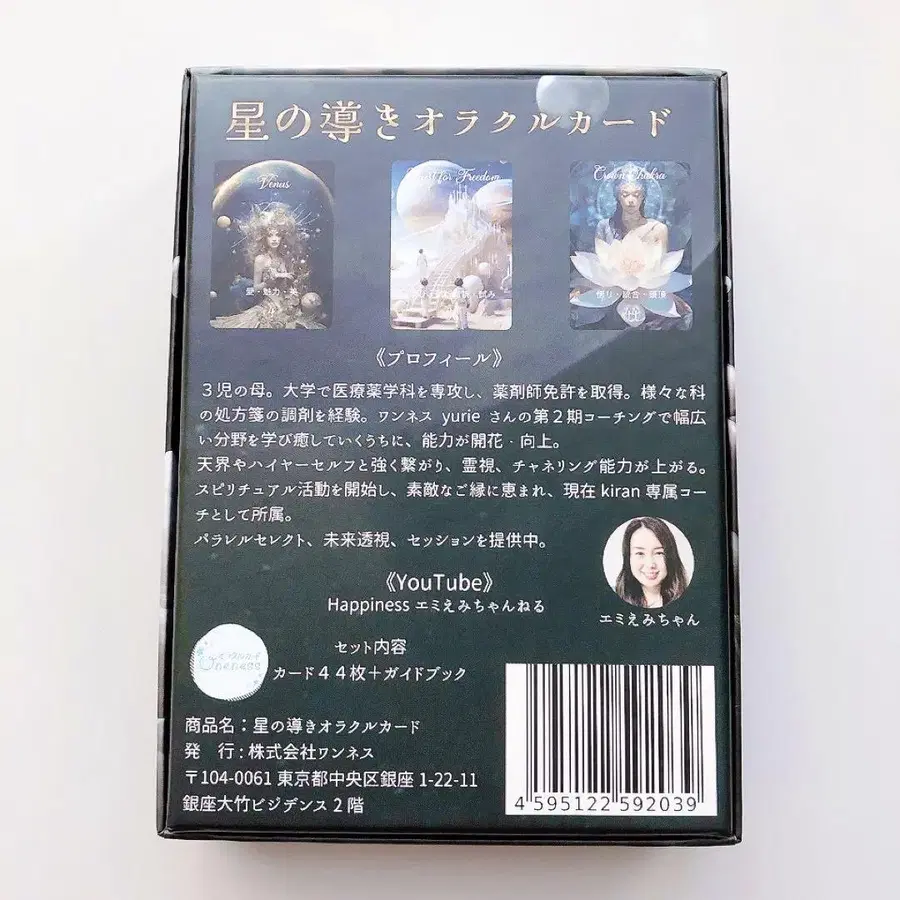 星の導きオラクルカード
Venus
for Freedom
Crown Chakra
愛・魅力・美
試み
悟り・統合・
《プロフィール》
３児の母。大学で医療薬学科を専攻し、薬剤師免許を取得。様々な科
の処方箋の調剤を経験。ワンネス yurie さんの第２期コーチングで幅広
い分野を学び癒していくうちに、能力が開花・向上。
天界やハイヤーセルフと強く繋がり、霊視、チャネリング能力が上がる。
スピリチュアル活動を開始し、素敵なご縁に恵まれ、現在 kiran 専属コー
チとして所属。
パラレルセレクト、未来透視、セッションを提供中。
《YouTube》
Happiness エミえみちゃんねる
エミえみちゃん
セット内容
カード４４枚＋ガイドブック
商品名：星の導きオラクルカード
発　行：株式会社ワンネス
〒104-0061 東京都中央区銀座 1-22-11
銀座大竹ビジデンス 2 階
4 595122 592039